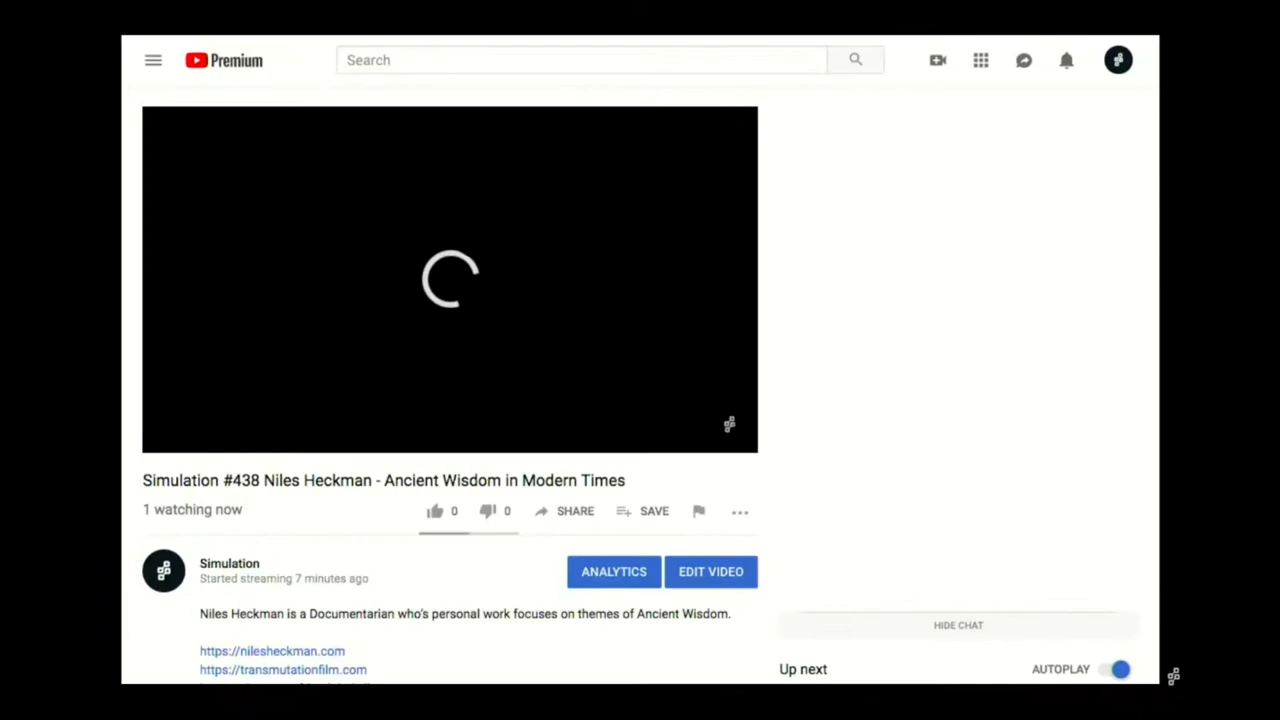 Premium
Search
Simulation #438 Niles Heckman - Ancient Wisdom in Modern Times
1 watching now
0
0
SHARE
SAVE
Simulation
Started streaming 7 minutes ago
ANALYTICS
EDIT VIDEO
Niles Heckman is a Documentarian who's personal work focuses on themes of Ancient Wisdom.
https://nilesheckman.com
https://transmutationfilm.com
HIDE CHAT
Up next
AUTOPLAY